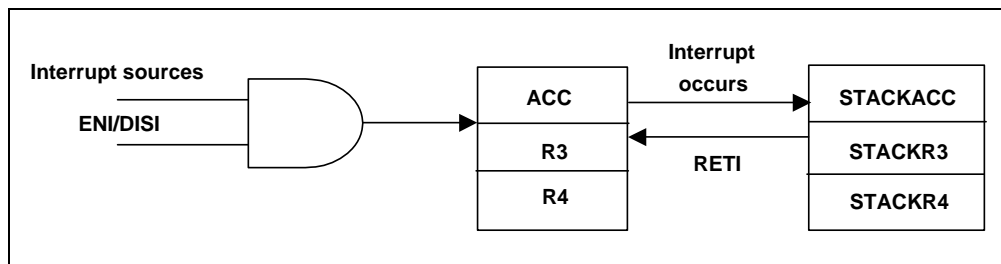 Interrupt sources
ENI/DISI
ACC
R3
R4
Interrupt
occurs
RETI
STACKACC
STACKR3
STACKR4